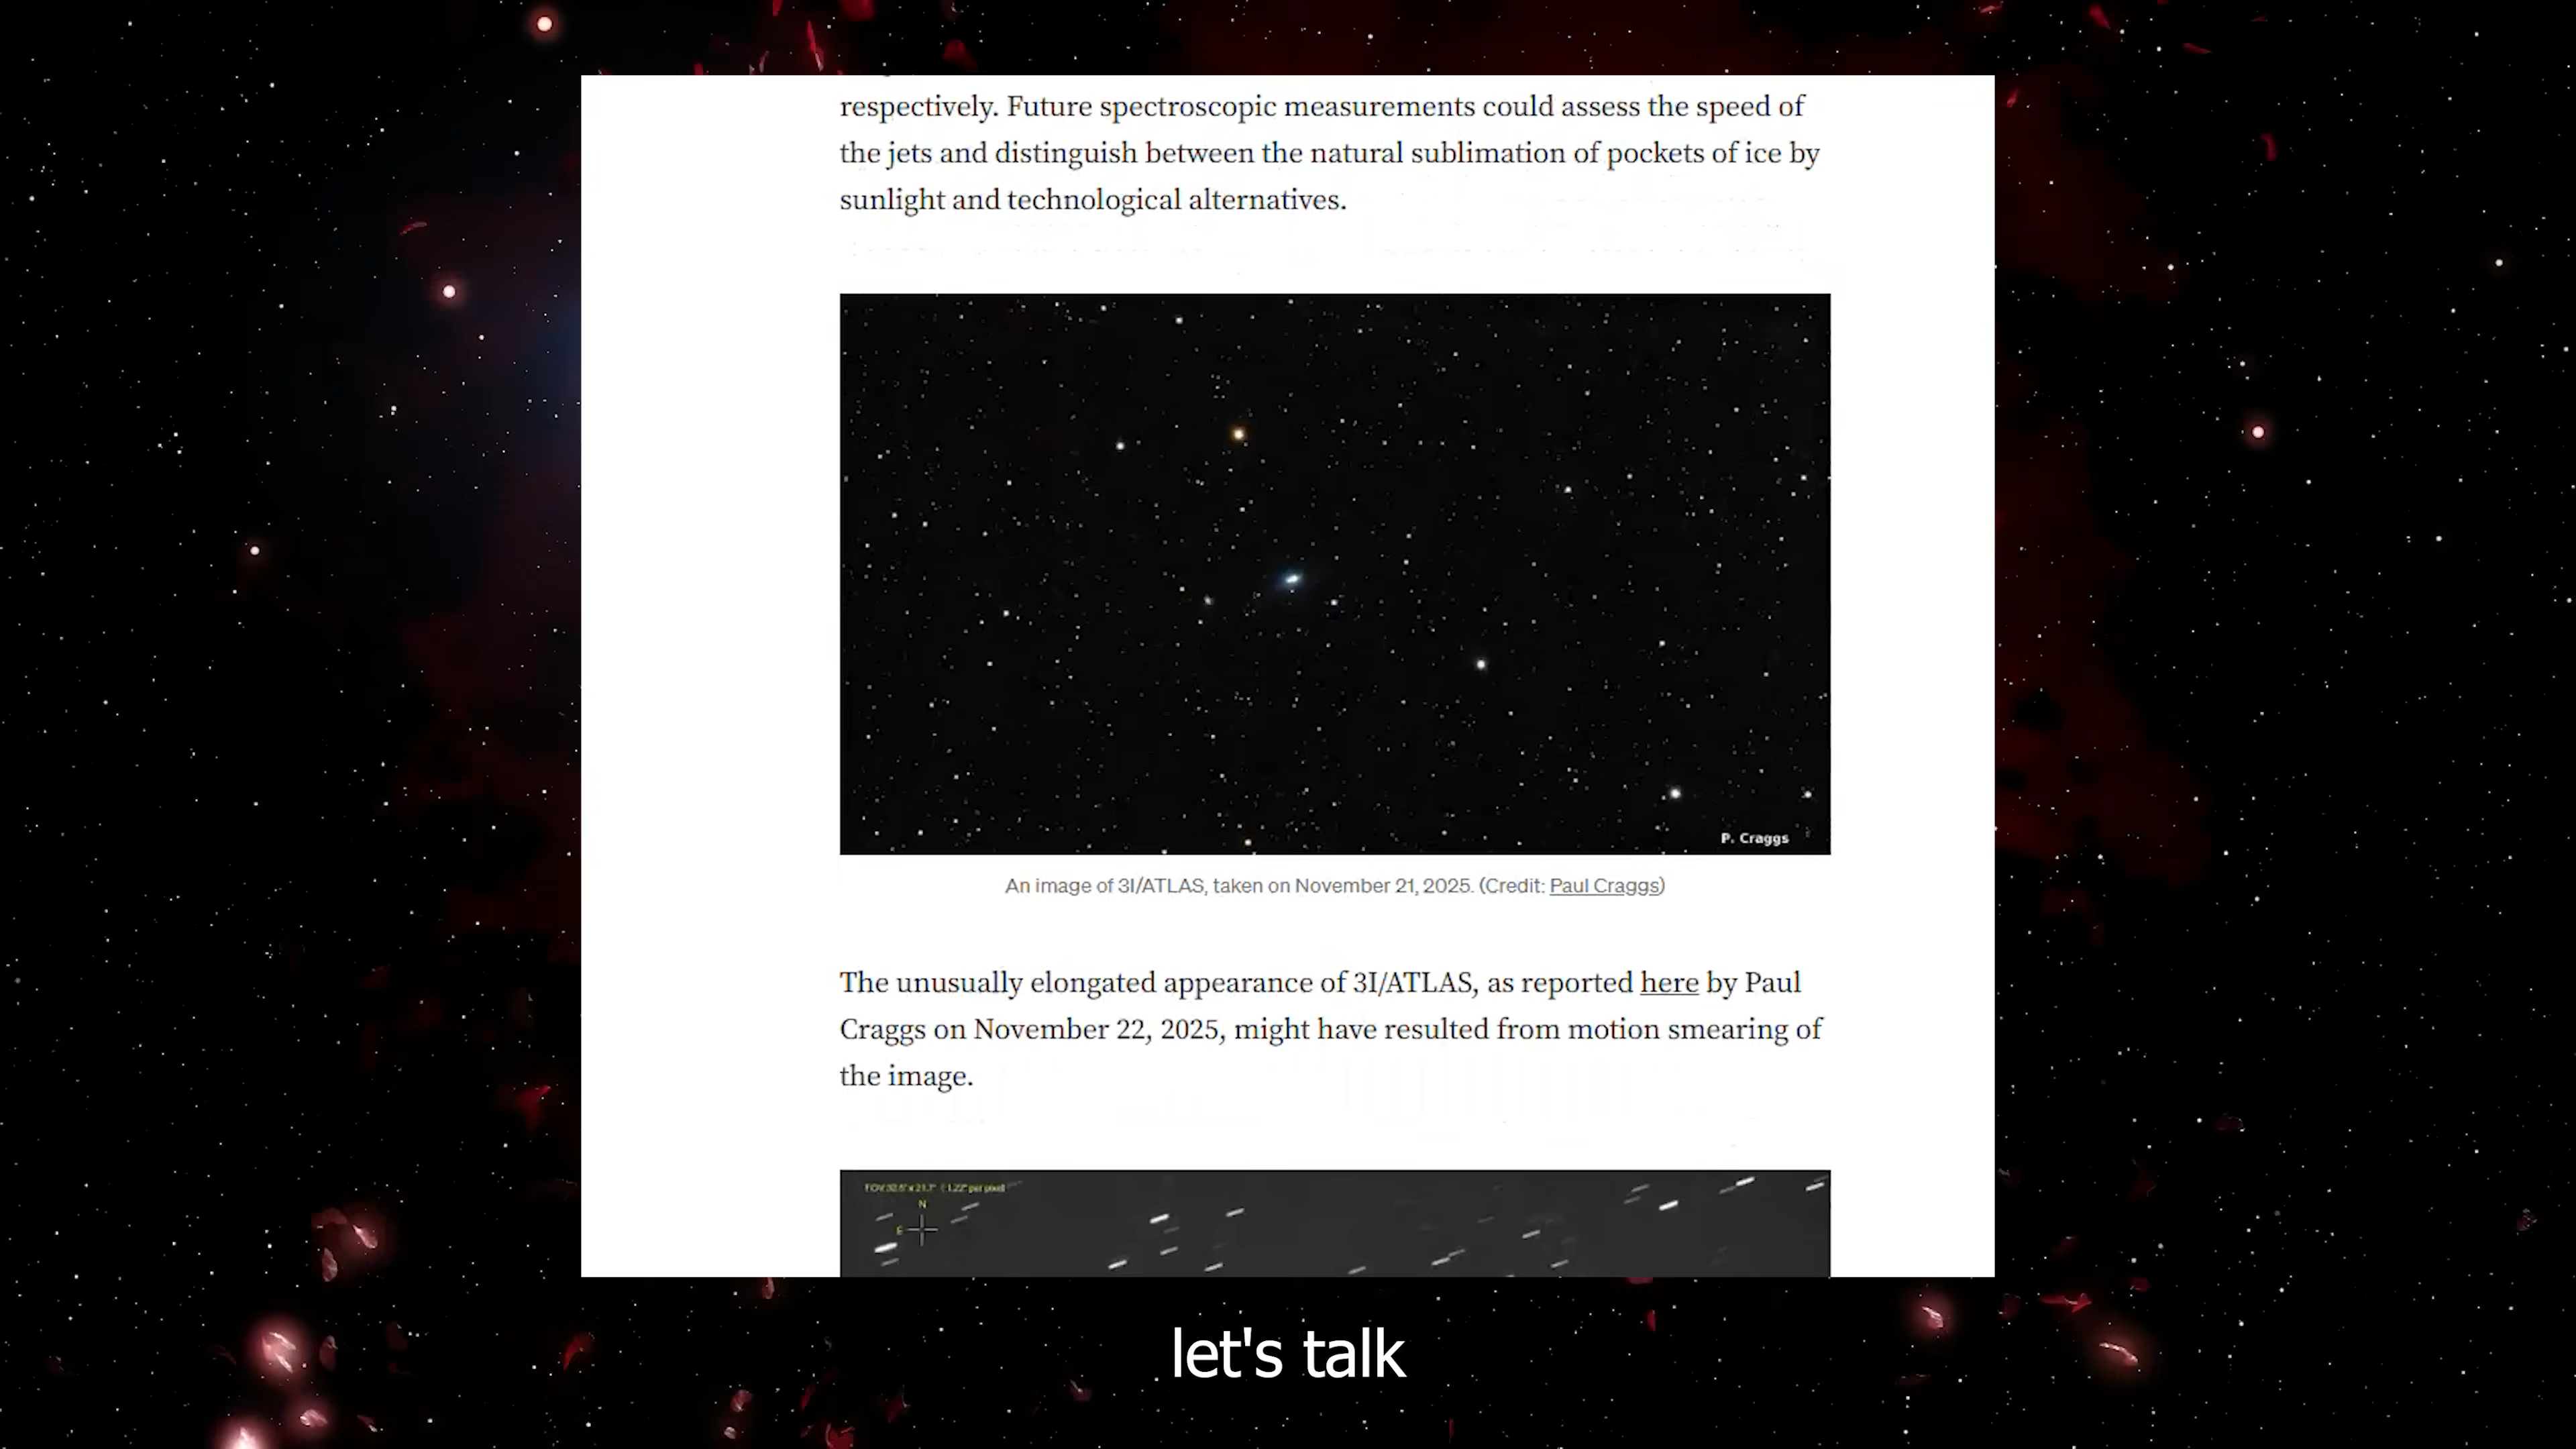 respectively. Future spectroscopic measurements could assess the speed of
the jets and distinguish between the natural sublimation of pockets of ice by
sunlight and technological alternatives.
P. Craggs
An image of 3I/ATLAS, taken on November 21, 2025. (Credit: Paul Craggs)
The unusually elongated appearance of 3I/ATLAS, as reported here by Paul
Craggs on November 22, 2025, might have resulted from motion smearing of
the image.
N
E
let's talk